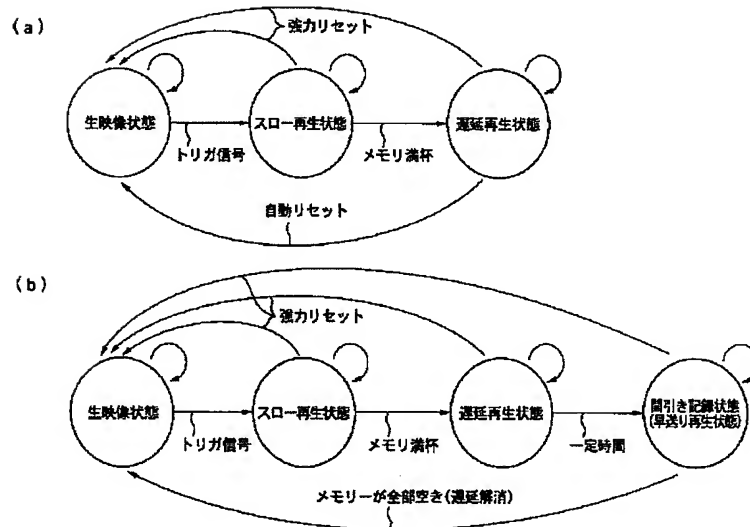 (a)
強力リセット
生映像状態
スロー再生状態
遅延再生状態
トリガ信号
メモリ満杯
自動リセット
(b)
強力リセット
生映像状態
スロー再生状態
遅延再生状態
間引き記録状態
(早送り再生状態)
トリガ信号
メモリ満杯
一定時間
メモリーが全部空き(遅延解消)